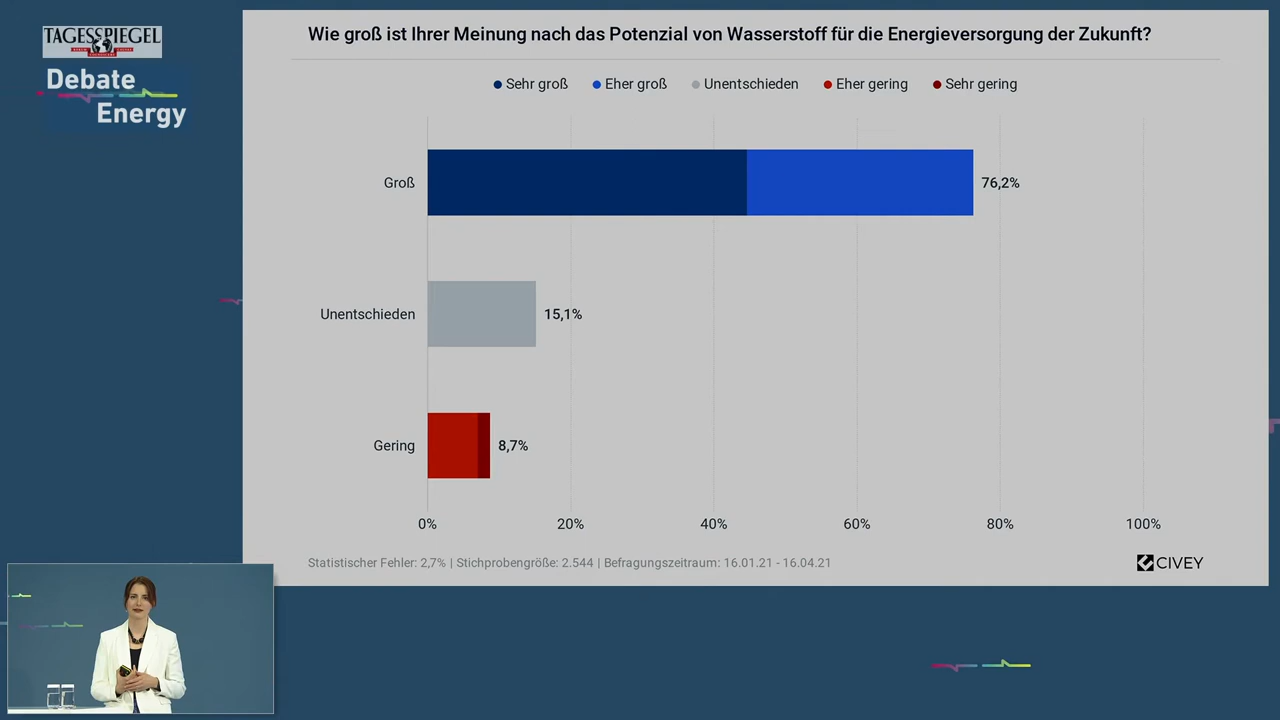 TAGESSPIEGEL
Debate
Energy
Wie groß ist Ihrer Meinung nach das Potenzial von Wasserstoff für die Energieversorgung der Zukunft?
Sehr groß
Eher groß
Unentschieden
Eher gering
Sehr gering
Groß
76,2%
Unentschieden
15,1%
Gering
8,7%
0%
20%
40%
60%
80%
100%
Statistischer Fehler: 2,7% | Stichprobengröße: 2.544 | Befragungszeitraum: 16.01.21 - 16.04.21
CIVEY